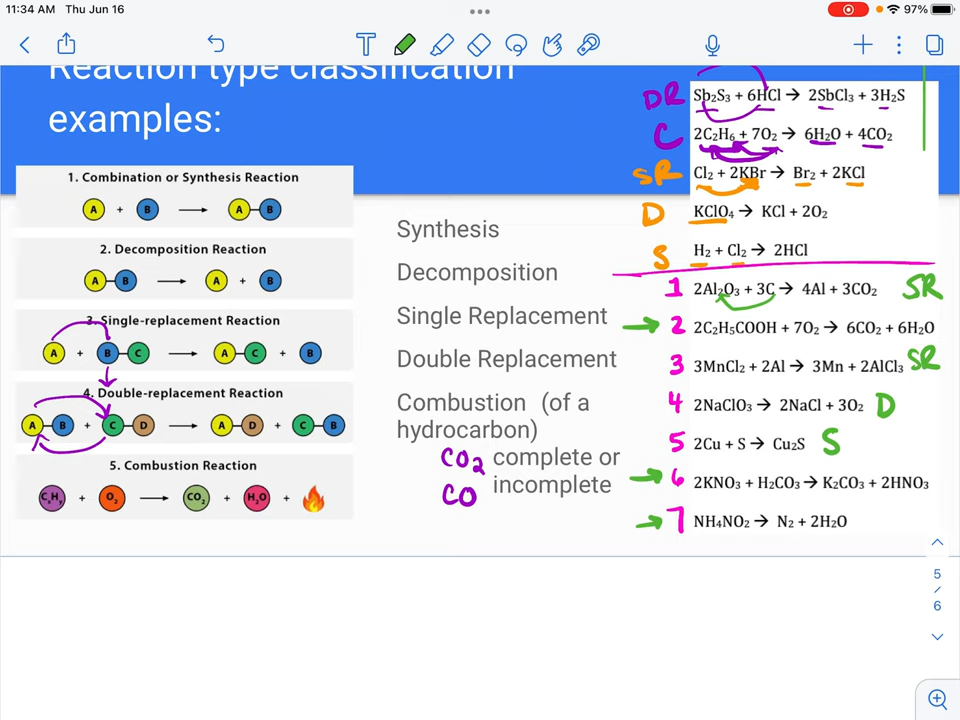 11:34 AM Thu Jun 16
97%
T
Reaction type classification
examples:
1. Combination or Synthesis Reaction
A + B → A B
2. Decomposition Reaction
A B → A + B
3. Single-replacement Reaction
A + B C → A C + B
4. Double-replacement Reaction
A B + C D → A D + C B
5. Combustion Reaction
CₓHᵧ + O₂ → CO₂ + H₂O +
Synthesis
Decomposition
Single Replacement
Double Replacement
Combustion (of a
hydrocarbon)
CO₂ complete or
CO incomplete
DR Sb₂S₃ + 6HCl → 2SbCl₃ + 3H₂S
C 2C₂H₆ + 7O₂ → 6H₂O + 4CO₂
SR Cl₂ + 2KBr → Br₂ + 2KCl
D KClO₄ → KCl + 2O₂
S H₂ + Cl₂ → 2HCl
1 2Al₂O₃ + 3C → 4Al + 3CO₂ SR
→ 2 2C₂H₅COOH + 7O₂ → 6CO₂ + 6H₂O
3 3MnCl₂ + 2Al → 3Mn + 2AlCl₃ SR
4 2NaClO₃ → 2NaCl + 3O₂ D
5 2Cu + S → Cu₂S S
→ 6 2KNO₃ + H₂CO₃ → K₂CO₃ + 2HNO₃
→ 7 NH₄NO₂ → N₂ + 2H₂O
5
/
6